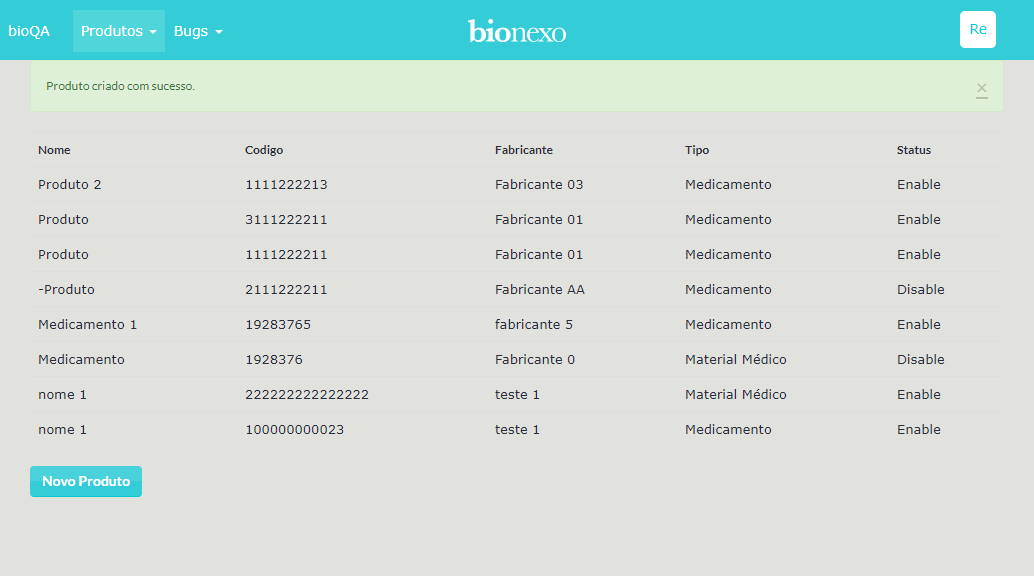 bioQA Produtos Bugs bionexo Re
Produto criado com sucesso. ×
Nome Codigo Fabricante Tipo Status
Produto 2 1111222213 Fabricante 03 Medicamento Enable
Produto 3111222211 Fabricante 01 Medicamento Enable
Produto 1111222211 Fabricante 01 Medicamento Enable
-Produto 2111222211 Fabricante AA Medicamento Disable
Medicamento 1 19283765 fabricante 5 Medicamento Enable
Medicamento 1928376 Fabricante 0 Material Médico Disable
nome 1 222222222222222 teste 1 Material Médico Enable
nome 1 100000000023 teste 1 Medicamento Enable
Novo Produto